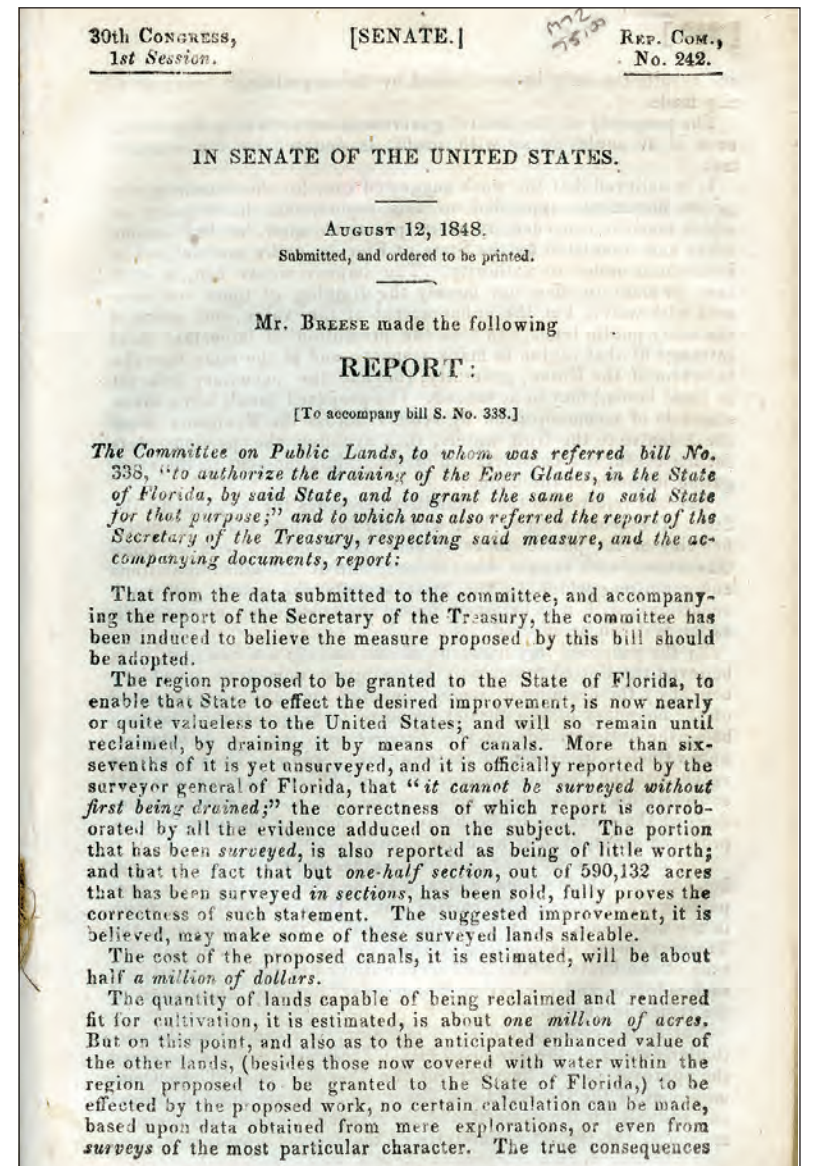 30th Congress, [SENATE.] Rep. Com.,
1st Session. No. 242.
IN SENATE OF THE UNITED STATES.
August 12, 1848.
Submitted, and ordered to be printed.
Mr. Breese made the following
REPORT:
[To accompany bill S. No. 338.]
The Committee on Public Lands, to whom was referred bill No.
338, "to authorize the draining of the Ever Glades, in the State
of Florida, by said State, and to grant the same to said State
for that purpose;" and to which was also referred the report of the
Secretary of the Treasury, respecting said measure, and the ac-
companying documents, report:
That from the data submitted to the committee, and accompany-
ing the report of the Secretary of the Treasury, the committee has
been induced to believe the measure proposed by this bill should
be adopted.
The region proposed to be granted to the State of Florida, to
enable that State to effect the desired improvement, is now nearly
or quite valueless to the United States; and will so remain until
reclaimed, by draining it by means of canals. More than six-
sevenths of it is yet unsurveyed, and it is officially reported by the
surveyor general of Florida, that "it cannot be surveyed without
first being drained;" the correctness of which report is corrob-
orated by all the evidence adduced on the subject. The portion
that has been surveyed, is also reported as being of little worth;
and that the fact that but one-half section, out of 590,132 acres
that has been surveyed in sections, has been sold, fully proves the
correctness of such statement. The suggested improvement, it is
believed, may make some of these surveyed lands saleable.
The cost of the proposed canals, it is estimated, will be about
half a million of dollars.
The quantity of lands capable of being reclaimed and rendered
fit for cultivation, it is estimated, is about one million of acres.
But on this point, and also as to the anticipated enhanced value of
the other lands, (besides those now covered with water within the
region proposed to be granted to the State of Florida,) to be
effected by the proposed work, no certain calculation can be made,
based upon data obtained from mere explorations, or even from
surveys of the most particular character. The true consequences